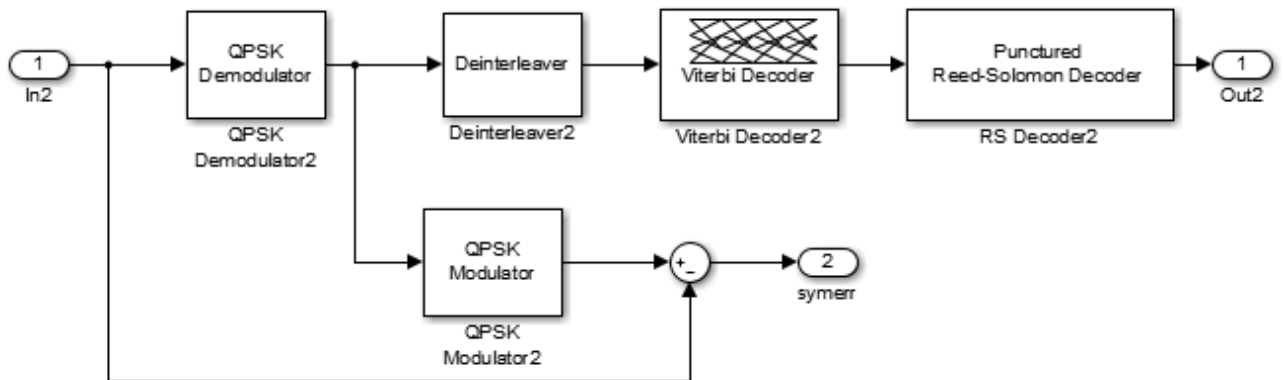 1
In2
QPSK
Demodulator
QPSK
Demodulator2
Deinterleaver
Deinterleaver2
Viterbi Decoder
Viterbi Decoder2
Punctured
Reed-Solomon Decoder
RS Decoder2
1
Out2
QPSK
Modulator
QPSK
Modulator2
+
−
2
symerr